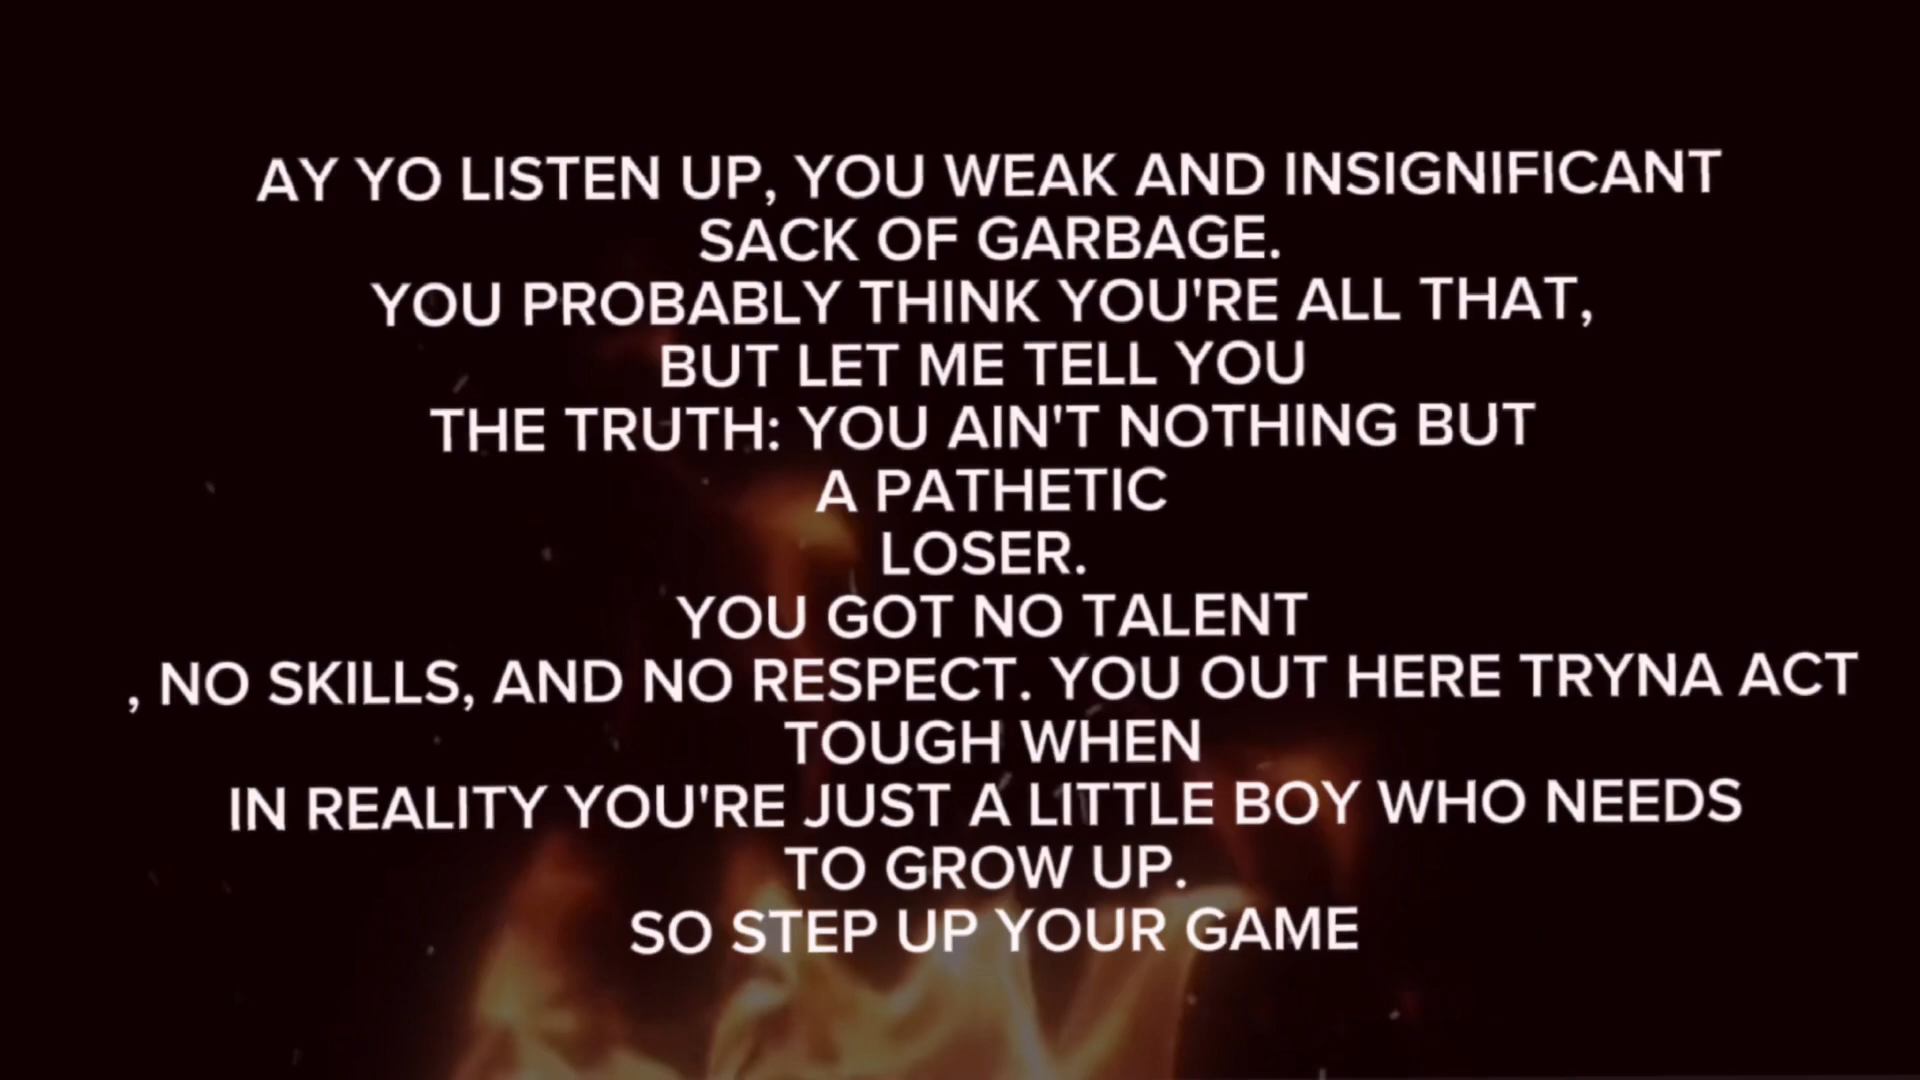 AY YO LISTEN UP, YOU WEAK AND INSIGNIFICANT
SACK OF GARBAGE.
YOU PROBABLY THINK YOU'RE ALL THAT,
BUT LET ME TELL YOU
THE TRUTH: YOU AIN'T NOTHING BUT
A PATHETIC
LOSER.
YOU GOT NO TALENT
, NO SKILLS, AND NO RESPECT. YOU OUT HERE TRYNA ACT
TOUGH WHEN
IN REALITY YOU'RE JUST A LITTLE BOY WHO NEEDS
TO GROW UP.
SO STEP UP YOUR GAME